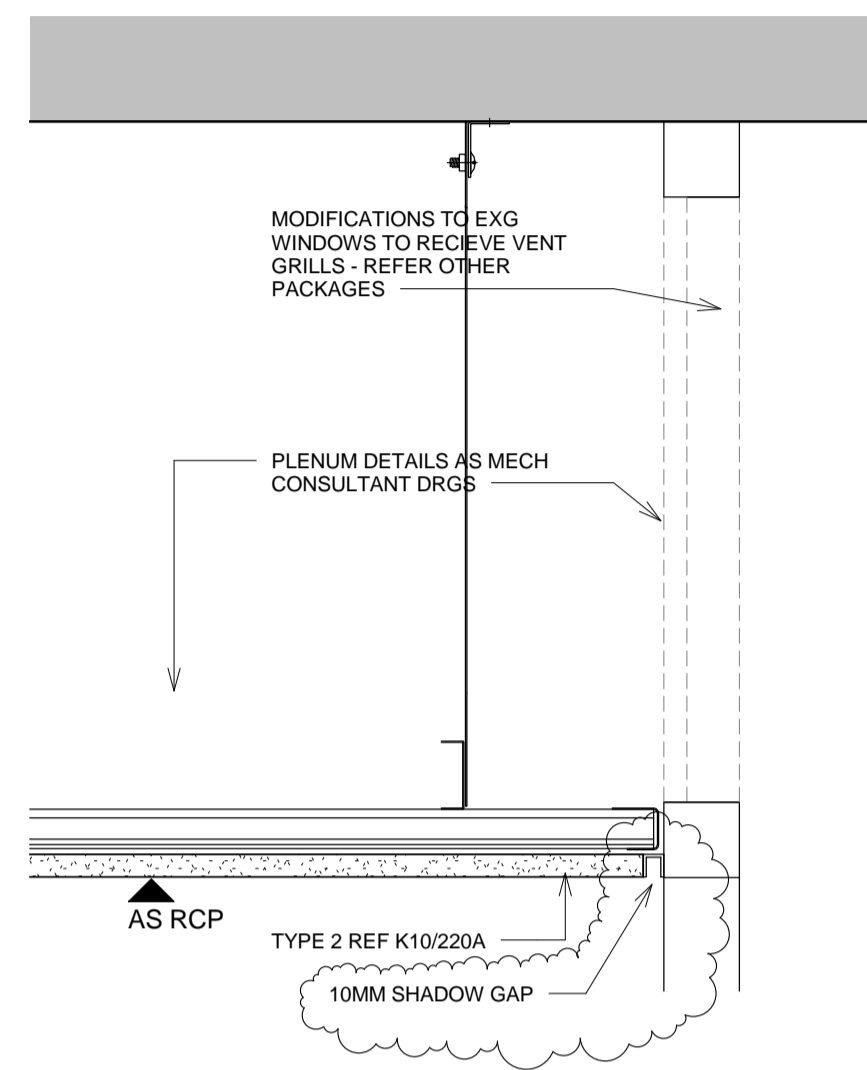 MODIFICATIONS TO EXG
WINDOWS TO RECIEVE VENT
GRILLS - REFER OTHER
PACKAGES
PLENUM DETAILS AS MECH
CONSULTANT DRGS
AS RCP
TYPE 2 REF K10/220A
10MM SHADOW GAP